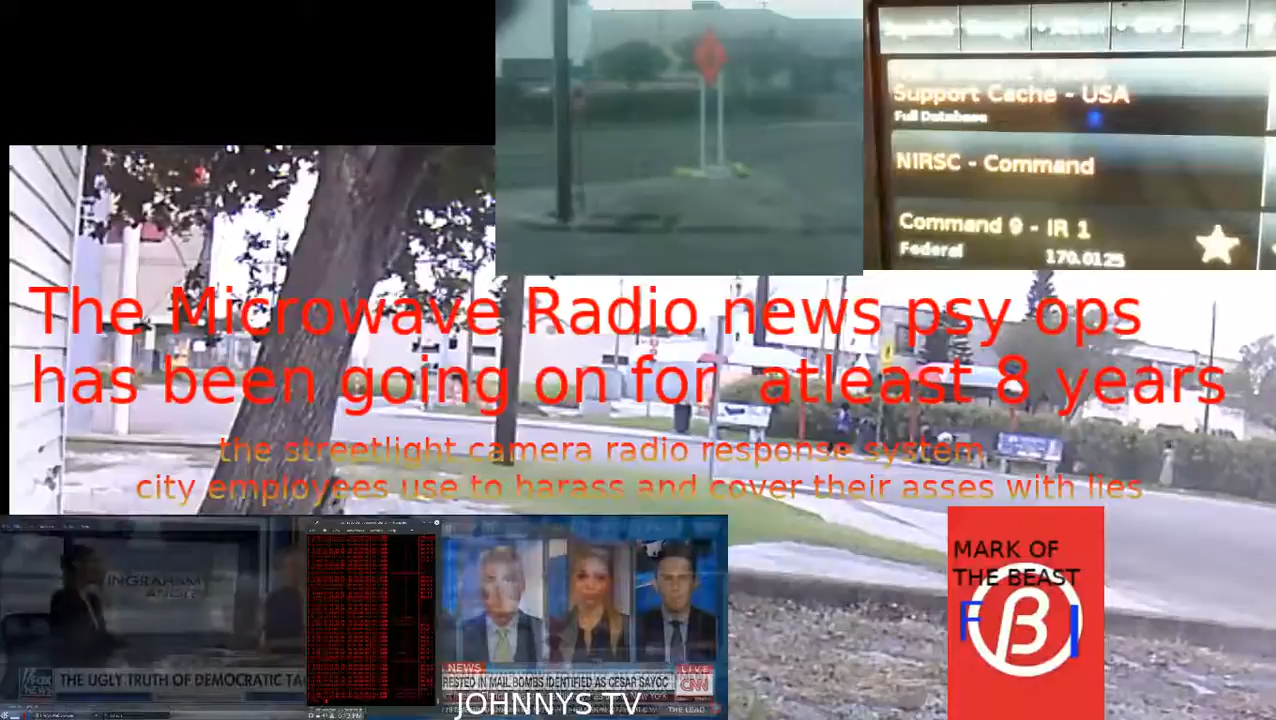 Support Cache - USA
Full Database
NIRSC - Command
Command 9 - IR 1
Federal
170.0125
The Microwave Radio news psy ops
has been going on for atleast 8 years
the streetlight camera radio response system
city employees use to harass and cover their asses with lies
INGRAHAM
ANGLE
FOX
NEWS
THE UGLY TRUTH OF DEMOCRATIC TA
NEWS
LIVE
RESTED IN MAIL BOMBS IDENTIFIED AS CESAR SAYOC
CNN
THE LEAD
JOHNNYS TV
MARK OF
THE BEAST
F β I